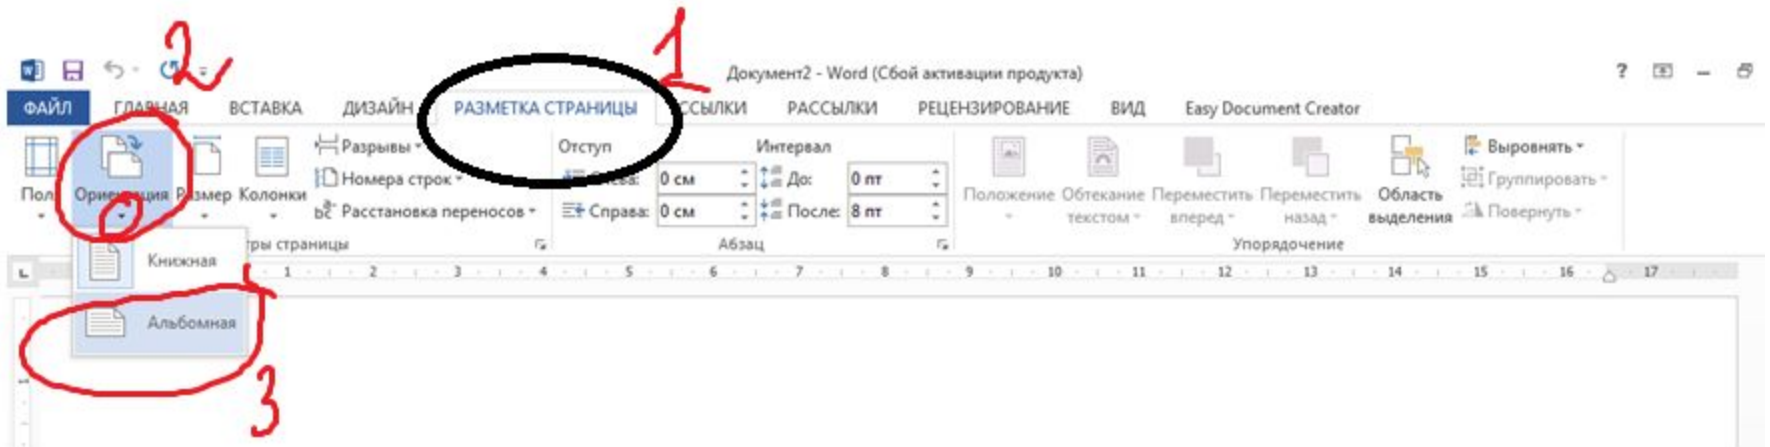 2 1
Документ2 - Word (Сбой активации продукта) ?
ФАЙЛ ГЛАВНАЯ ВСТАВКА ДИЗАЙН РАЗМЕТКА СТРАНИЦЫ ССЫЛКИ РАССЫЛКИ РЕЦЕНЗИРОВАНИЕ ВИД Easy Document Creator
Разрывы Отступ Интервал Выровнять
Номера строк Слева: 0 см До: 0 пт Группировать
Поля Ориентация Размер Колонки Положение Обтекание Переместить Переместить Область
Расстановка переносов Справа: 0 см После: 8 пт текстом вперед назад выделения Повернуть
тры страницы Абзац Упорядочение
Книжная
1 2 3 4 5 6 7 8 9 10 11 12 13 14 15 16 17
Альбомная
3